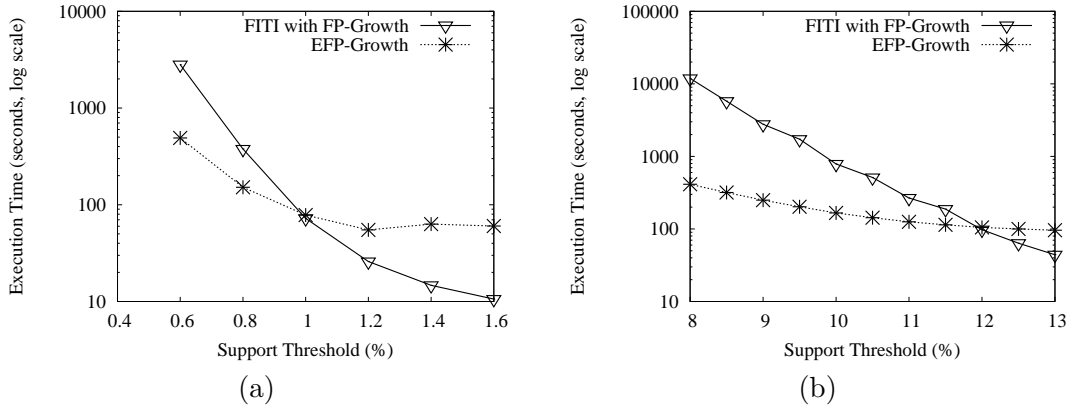 10000
1000
100
10
0.4
0.6
0.8
1
1.2
1.4
1.6
Execution Time (seconds, log scale)
Support Threshold (%)
FITI with FP-Growth
EFP-Growth
(a)
100000
10000
1000
100
10
8
9
10
11
12
13
Execution Time (seconds, log scale)
Support Threshold (%)
FITI with FP-Growth
EFP-Growth
(b)